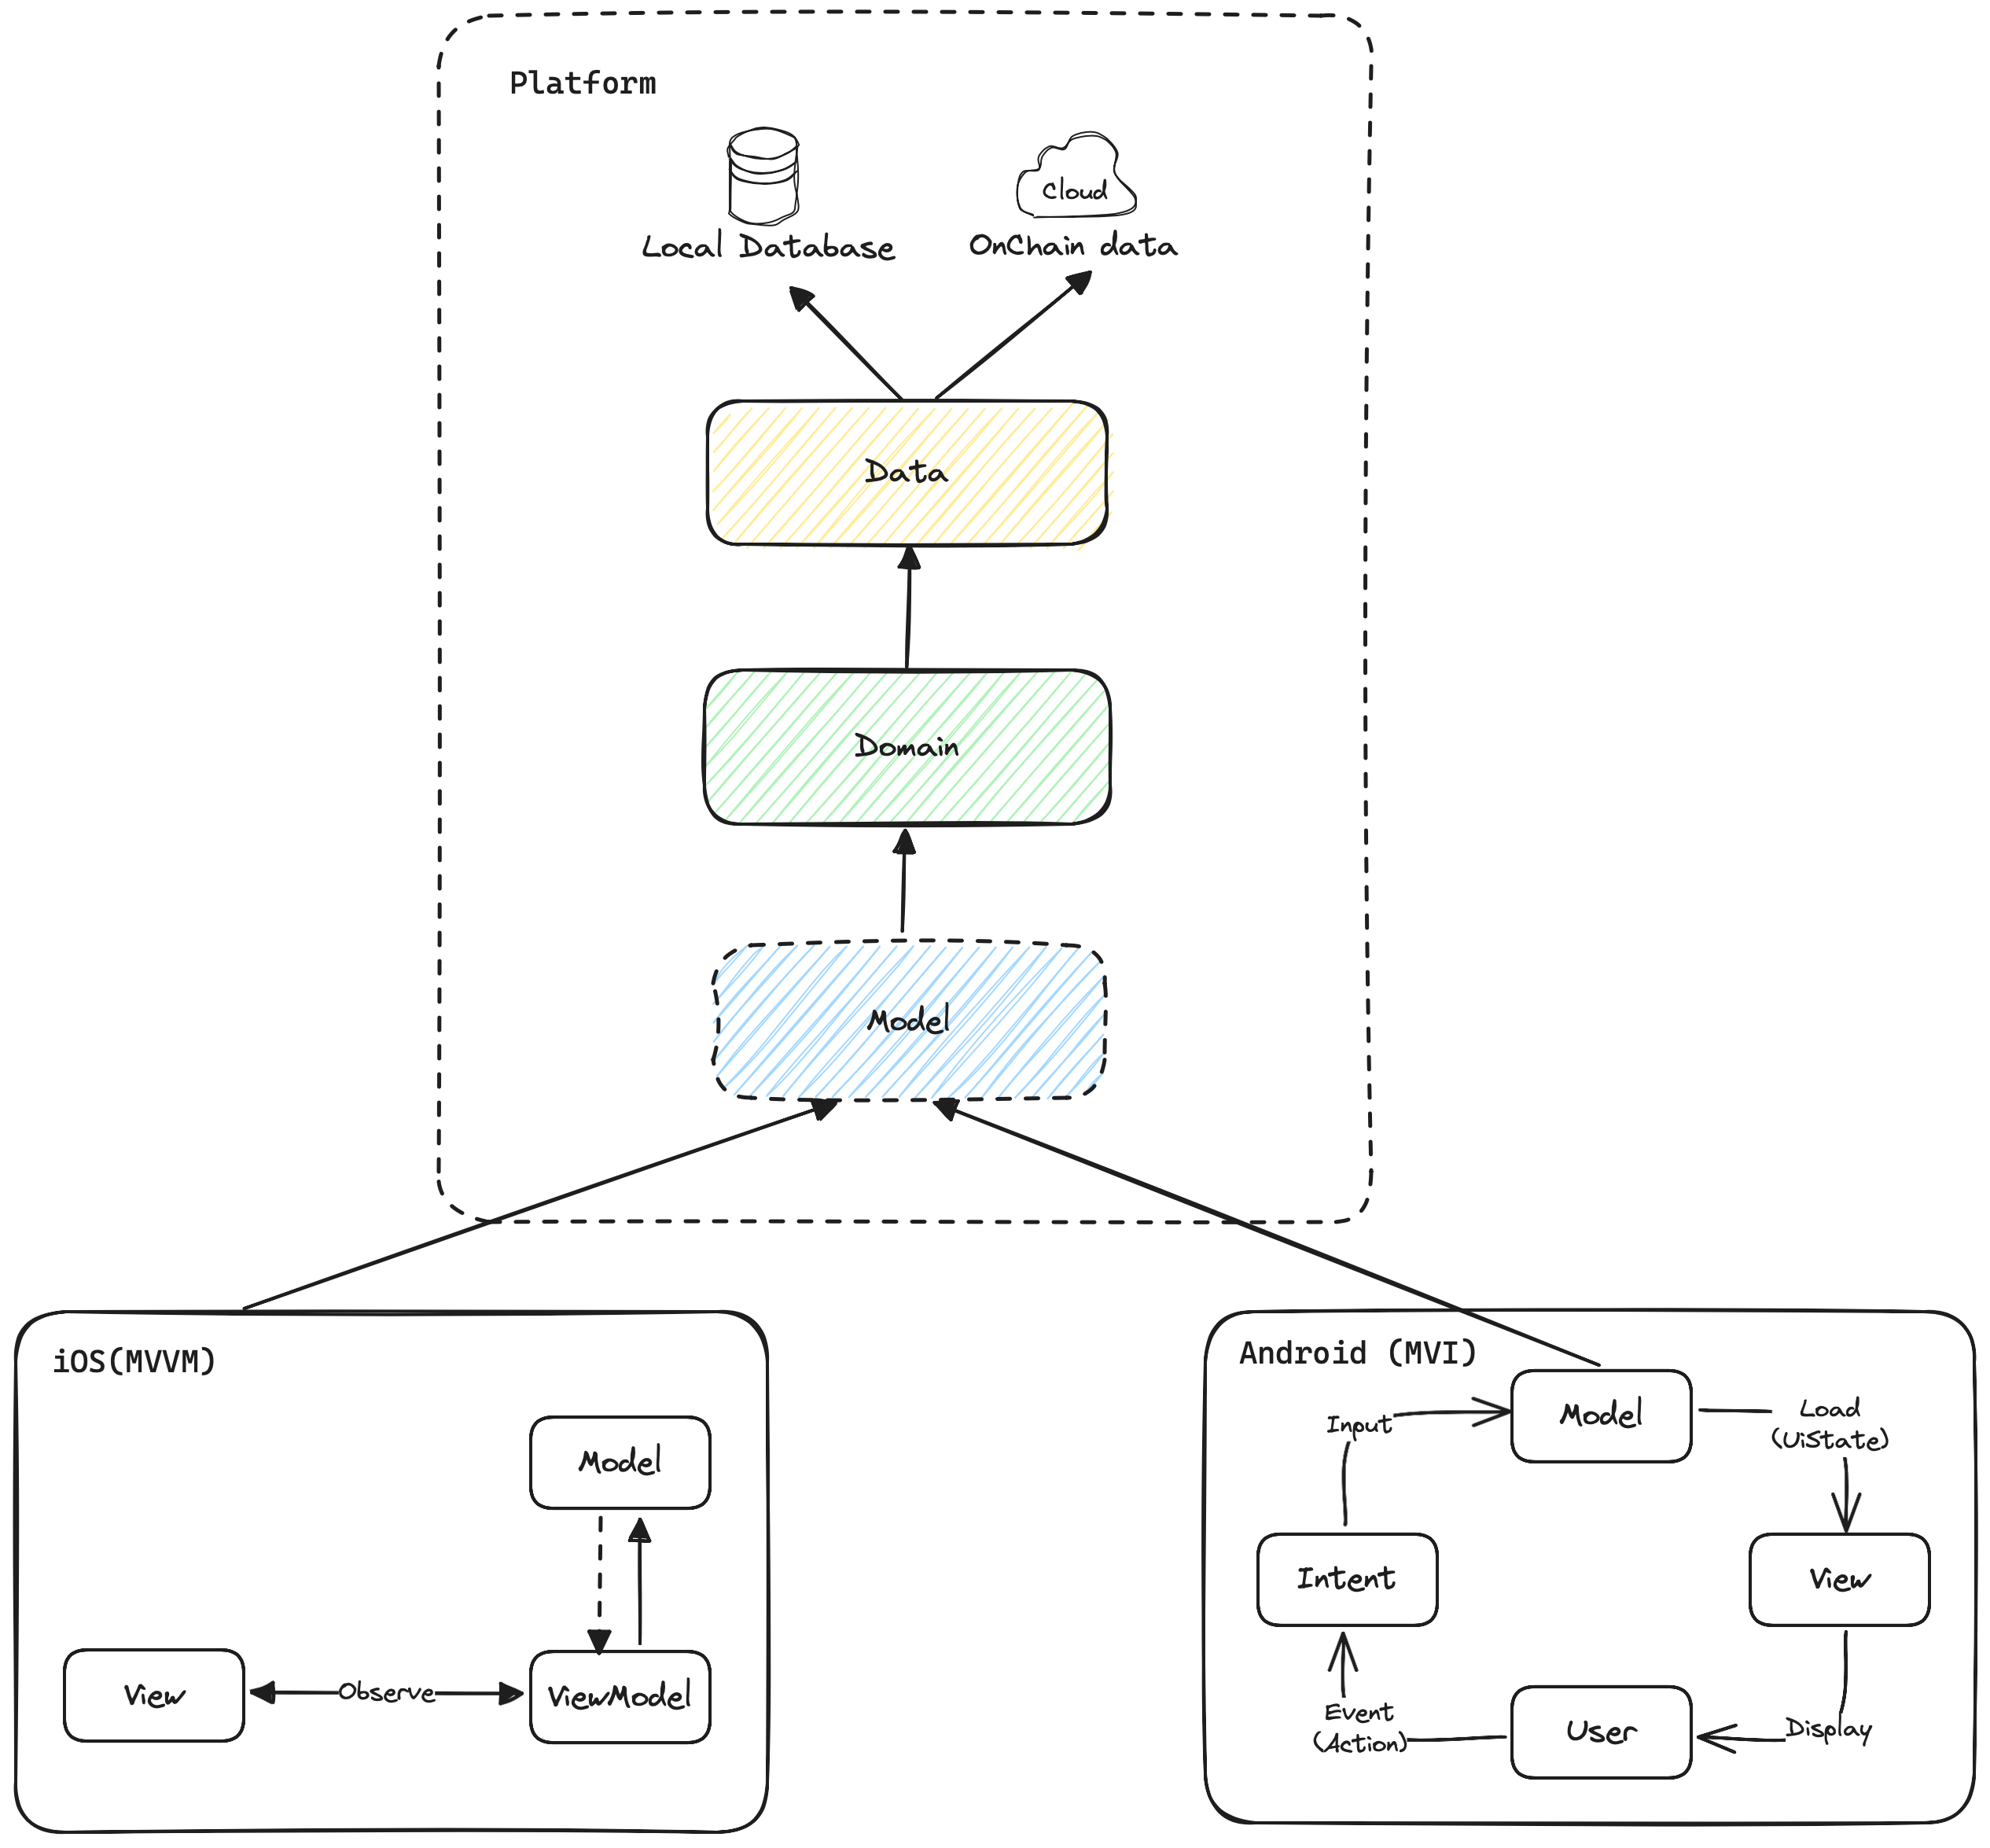 Platform
Cloud
Local Database
OnChain data
Data
Domain
Model
iOS(MVVM)
Model
View
Observe
ViewModel
Android (MVI)
Model
Input
Load
(UiState)
Intent
View
Event
(Action)
User
Display